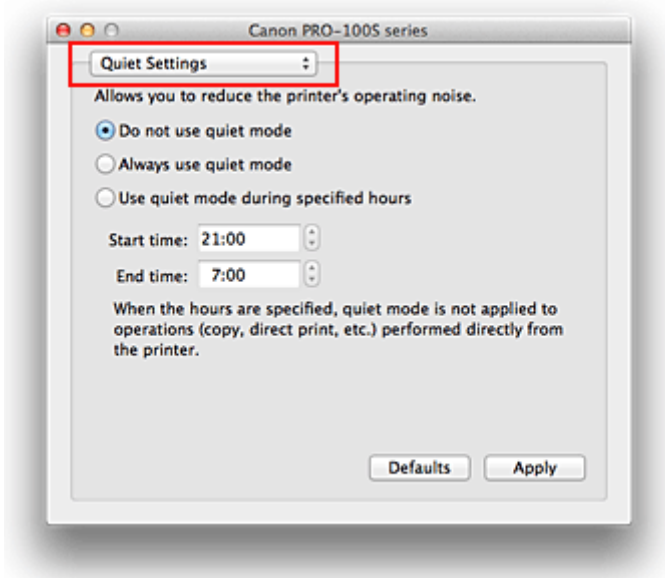 Canon PRO-100S series
Quiet Settings
Allows you to reduce the printer's operating noise.
Do not use quiet mode
Always use quiet mode
Use quiet mode during specified hours
Start time: 21:00
End time: 7:00
When the hours are specified, quiet mode is not applied to
operations (copy, direct print, etc.) performed directly from
the printer.
Defaults Apply